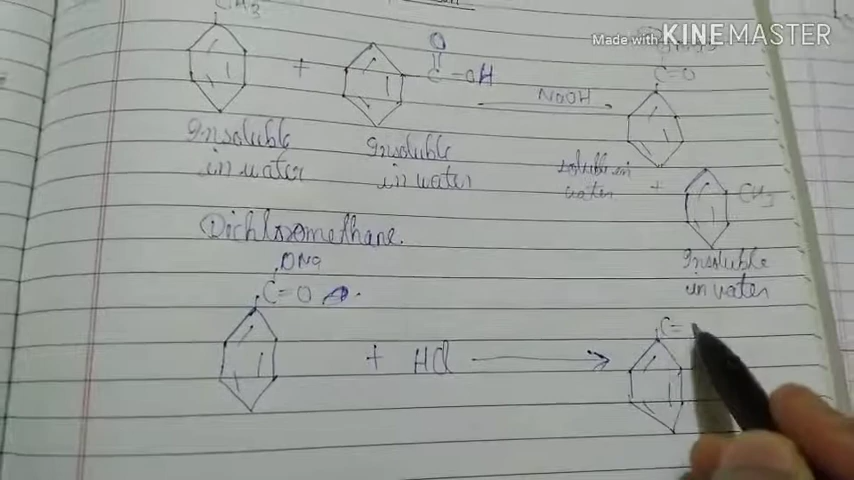 Made with KINEMASTER
CH3
O
+ C-OH NaOH C=O
Insoluble in water
Insoluble in water
soluble in water
+ CH3
Insoluble in water
Dichloromethane.
ONa
C=O
+ HCl
C=